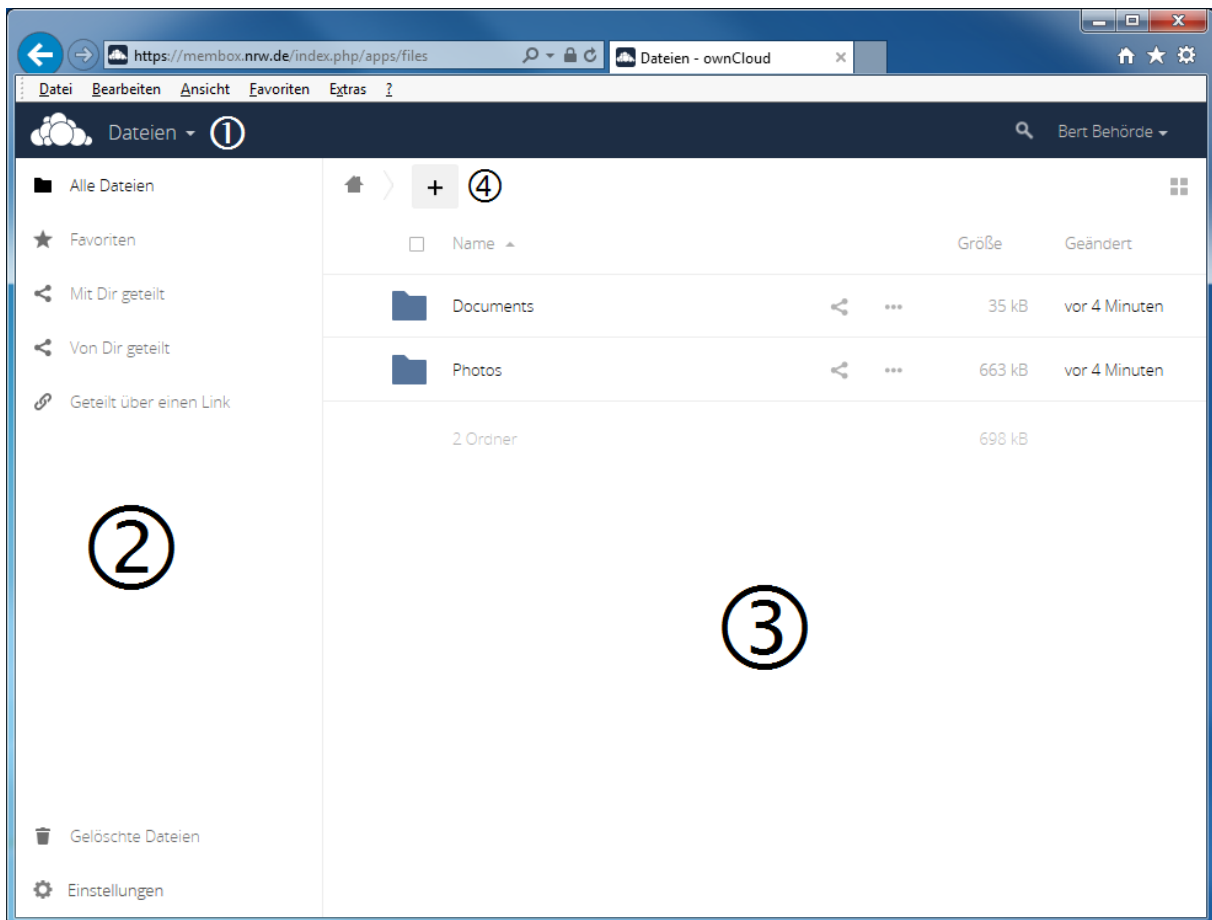 https://membox.nrw.de/index.php/apps/files
Dateien - ownCloud
Datei Bearbeiten Ansicht Favoriten Extras ?
Dateien ①
Bert Behörde
Alle Dateien
+ ④
Favoriten
Name Größe Geändert
Mit Dir geteilt
Documents 35 kB vor 4 Minuten
Von Dir geteilt
Photos 663 kB vor 4 Minuten
Geteilt über einen Link
2 Ordner 698 kB
②
③
Gelöschte Dateien
Einstellungen